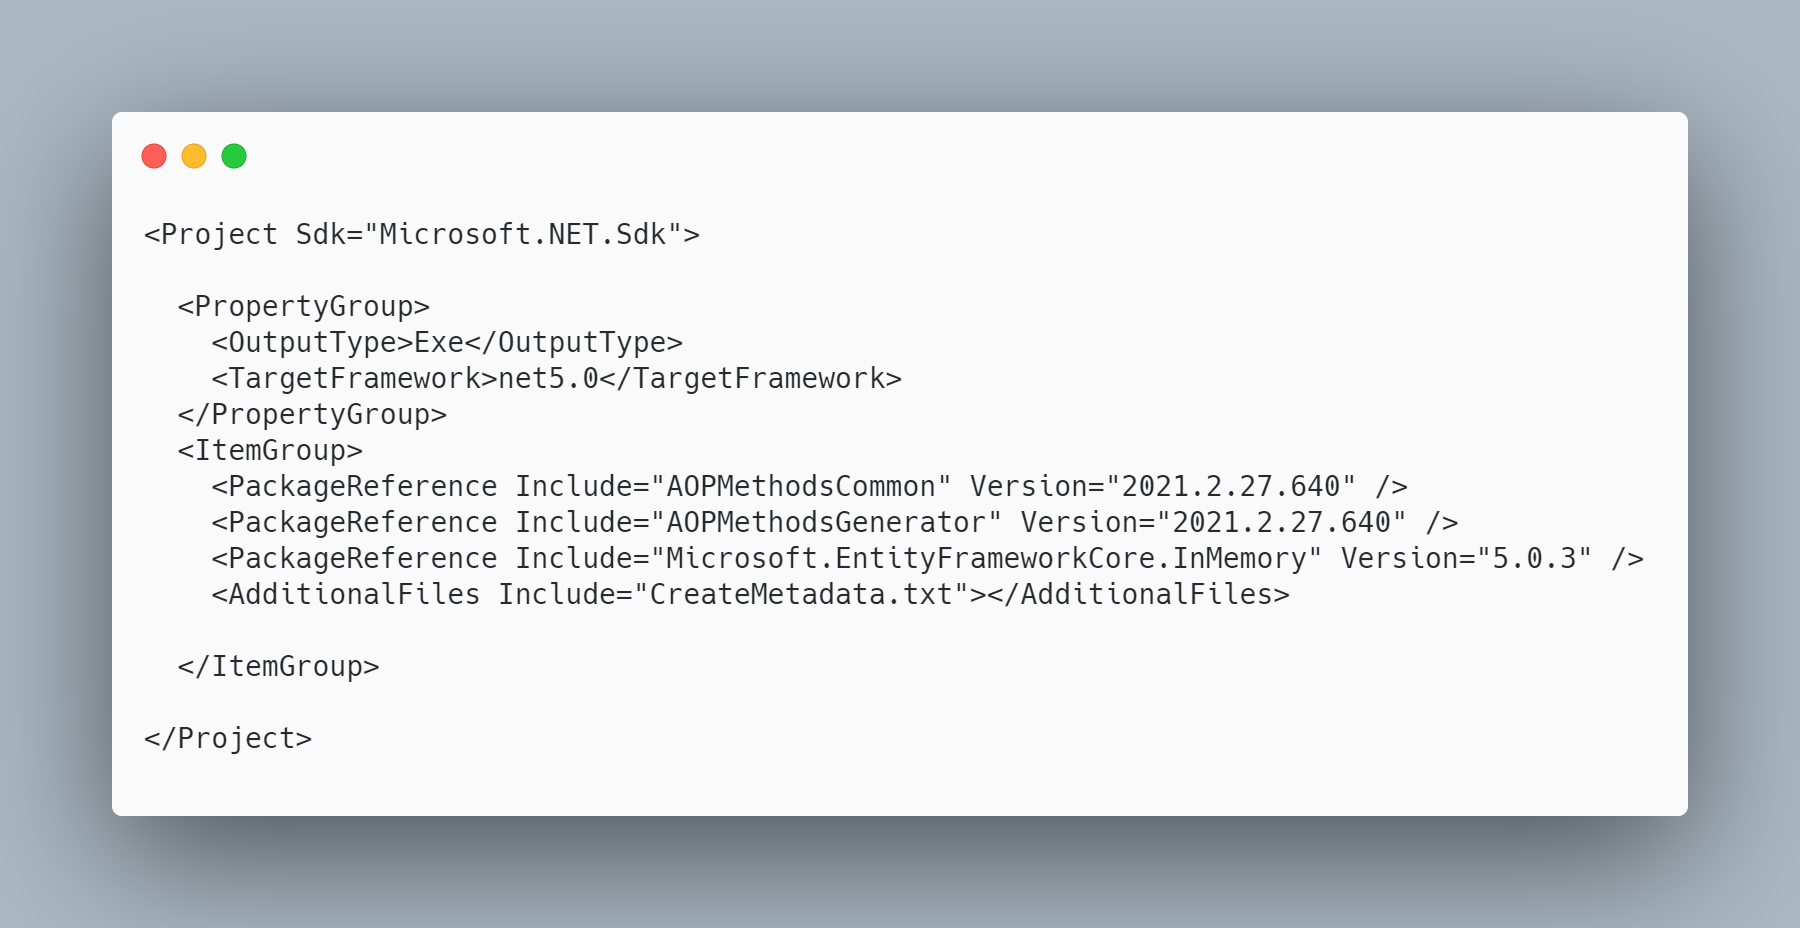 <Project Sdk="Microsoft.NET.Sdk">
  <PropertyGroup>
    <OutputType>Exe</OutputType>
    <TargetFramework>net5.0</TargetFramework>
  </PropertyGroup>
  <ItemGroup>
    <PackageReference Include="AOPMethodsCommon" Version="2021.2.27.640" />
    <PackageReference Include="AOPMethodsGenerator" Version="2021.2.27.640" />
    <PackageReference Include="Microsoft.EntityFrameworkCore.InMemory" Version="5.0.3" />
    <AdditionalFiles Include="CreateMetadata.txt"></AdditionalFiles>
  </ItemGroup>
</Project>